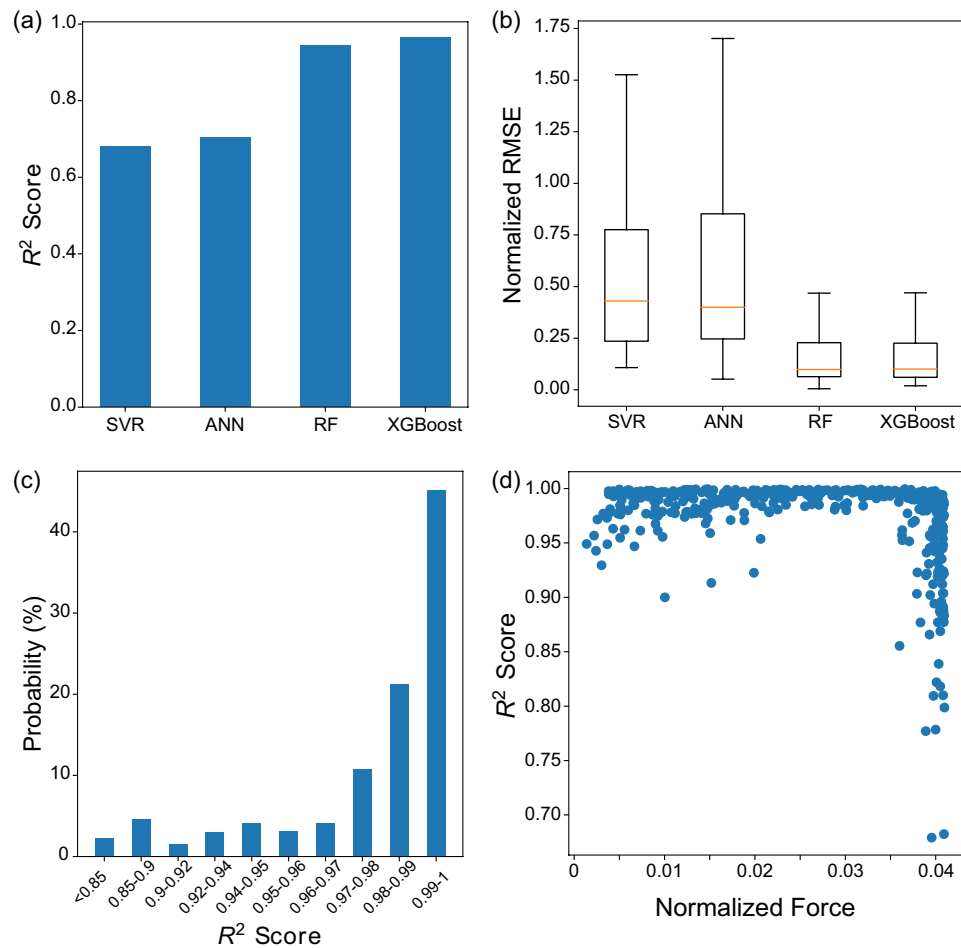 (a)
1.0
0.8
0.6
0.4
0.2
0.0
R² Score
SVR
ANN
RF
XGBoost
(b)
1.75
1.50
1.25
1.00
0.75
0.50
0.25
0.00
Normalized RMSE
SVR
ANN
RF
XGBoost
(c)
40
20
0
Probability (%)
<0.85
0.85-0.9
0.9-0.92
0.92-0.94
0.94-0.95
0.95-0.96
0.96-0.97
0.97-0.98
0.98-0.99
0.99-1
R² Score
(d)
1.00
0.95
0.90
0.85
0.80
0.75
0.70
R² Score
0
0.01
0.02
0.03
0.04
Normalized Force